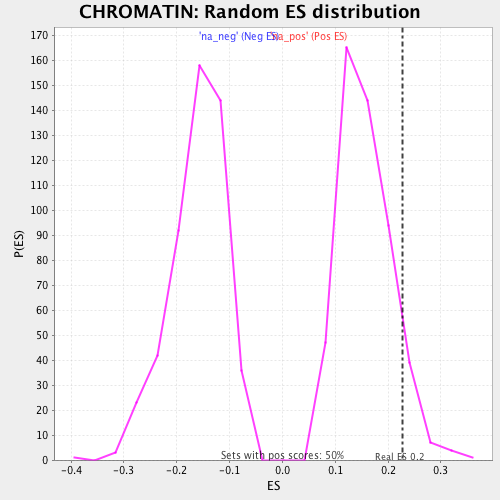 CHROMATIN: Random ES distribution
'na_neg' (Neg ES) 'na_pos' (Pos ES)
170
160
150
140
130
120
110
100
90
80
70
60
50
40
30
20
10
0
P(ES)
Sets with pos scores: 50%
Real ES 0.2
-0.4 -0.3 -0.2 -0.1 0.0 0.1 0.2 0.3
ES